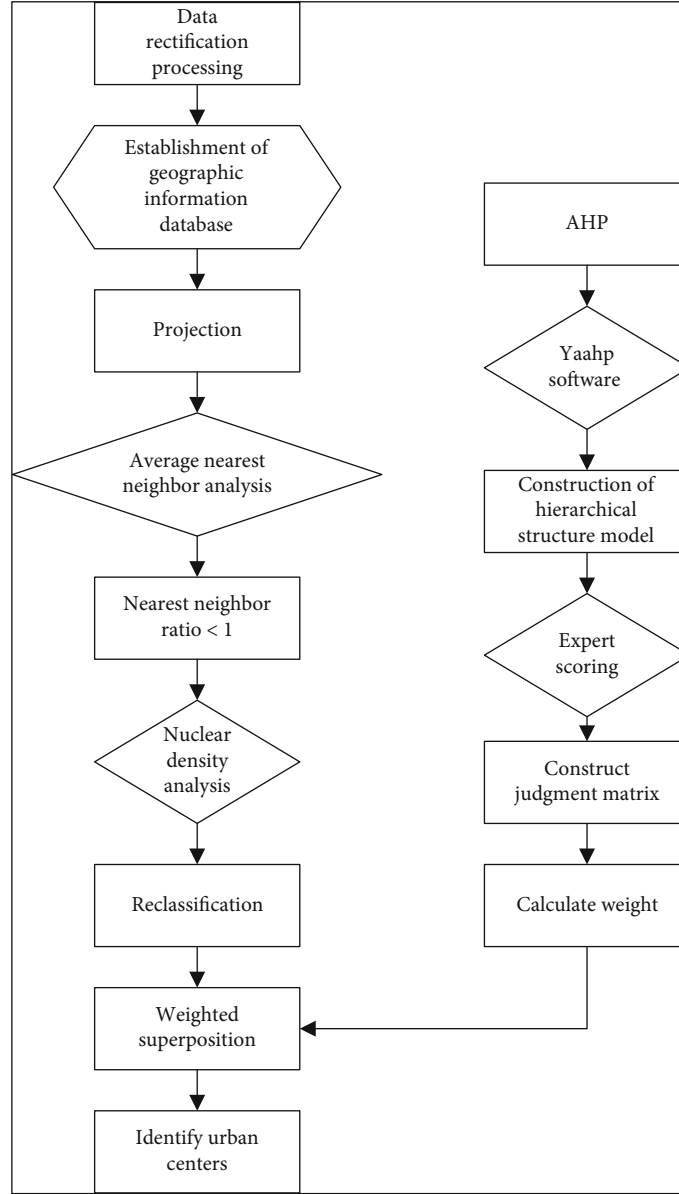 Data
rectification
processing
Establishment of
geographic
information
database
Projection
Average nearest
neighbor analysis
Nearest neighbor
ratio < 1
Nuclear
density
analysis
Reclassification
Weighted
superposition
Identify urban
centers
AHP
Yaahp
software
Construction of
hierarchical
structure model
Expert
scoring
Construct
judgment matrix
Calculate weight